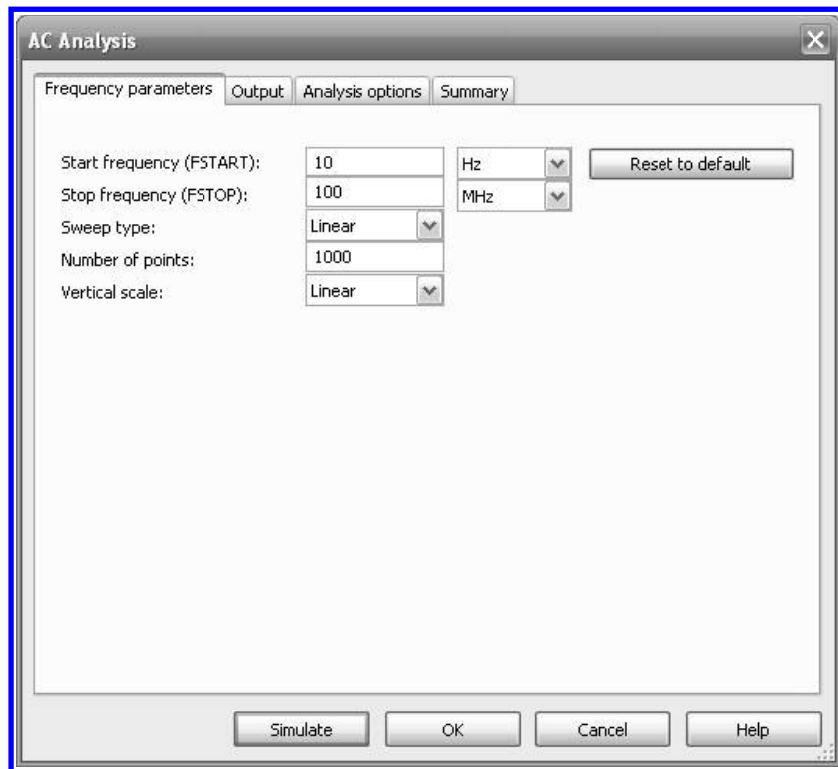 AC Analysis
Frequency parameters Output Analysis options Summary
Start frequency (FSTART): 10 Hz Reset to default
Stop frequency (FSTOP): 100 MHz
Sweep type: Linear
Number of points: 1000
Vertical scale: Linear
Simulate OK Cancel Help